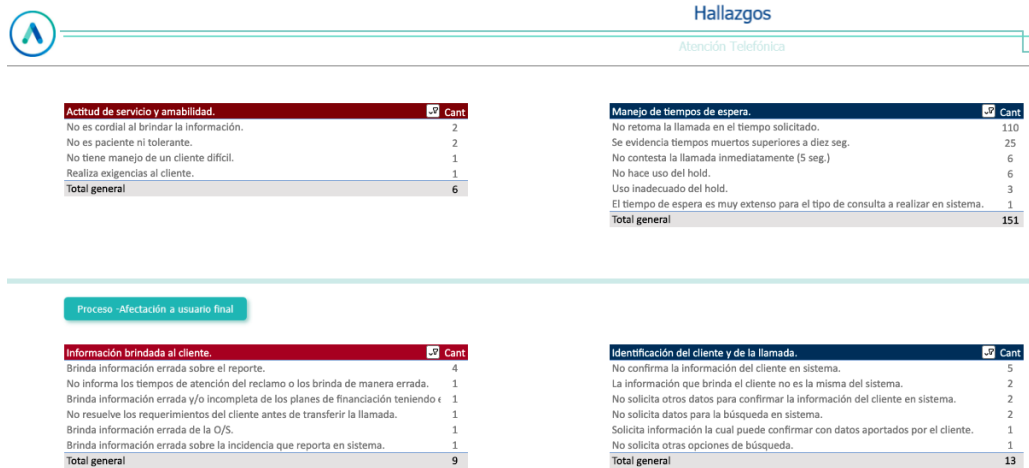 Hallazgos
Atención Telefónica
Actitud de servicio y amabilidad. Cant
No es cordial al brindar la información. 2
No es paciente ni tolerante. 2
No tiene manejo de un cliente difícil. 1
Realiza exigencias al cliente. 1
Total general 6
Manejo de tiempos de espera. Cant
No retoma la llamada en el tiempo solicitado. 110
Se evidencia tiempos muertos superiores a diez seg. 25
No contesta la llamada inmediatamente (5 seg.) 6
No hace uso del hold. 6
Uso inadecuado del hold. 3
El tiempo de espera es muy extenso para el tipo de consulta a realizar en sistema. 1
Total general 151
Proceso -Afectación a usuario final
Información brindada al cliente. Cant
Brinda información errada sobre el reporte. 4
No informa los tiempos de atención del reclamo o los brinda de manera errada. 1
Brinda información errada y/o incompleta de los planes de financiación teniendo 1
No resuelve los requerimientos del cliente antes de transferir la llamada. 1
Brinda información errada de la O/S. 1
Brinda información errada sobre la incidencia que reporta en sistema. 1
Total general 9
Identificación del cliente y de la llamada. Cant
No confirma la información del cliente en sistema. 5
La información que brinda el cliente no es la misma del sistema. 2
No solicita otros datos para confirmar la información del cliente en sistema. 2
No solicita datos para la búsqueda en sistema. 2
Solicita información la cual puede confirmar con datos aportados por el cliente. 1
No solicita otras opciones de búsqueda. 1
Total general 13